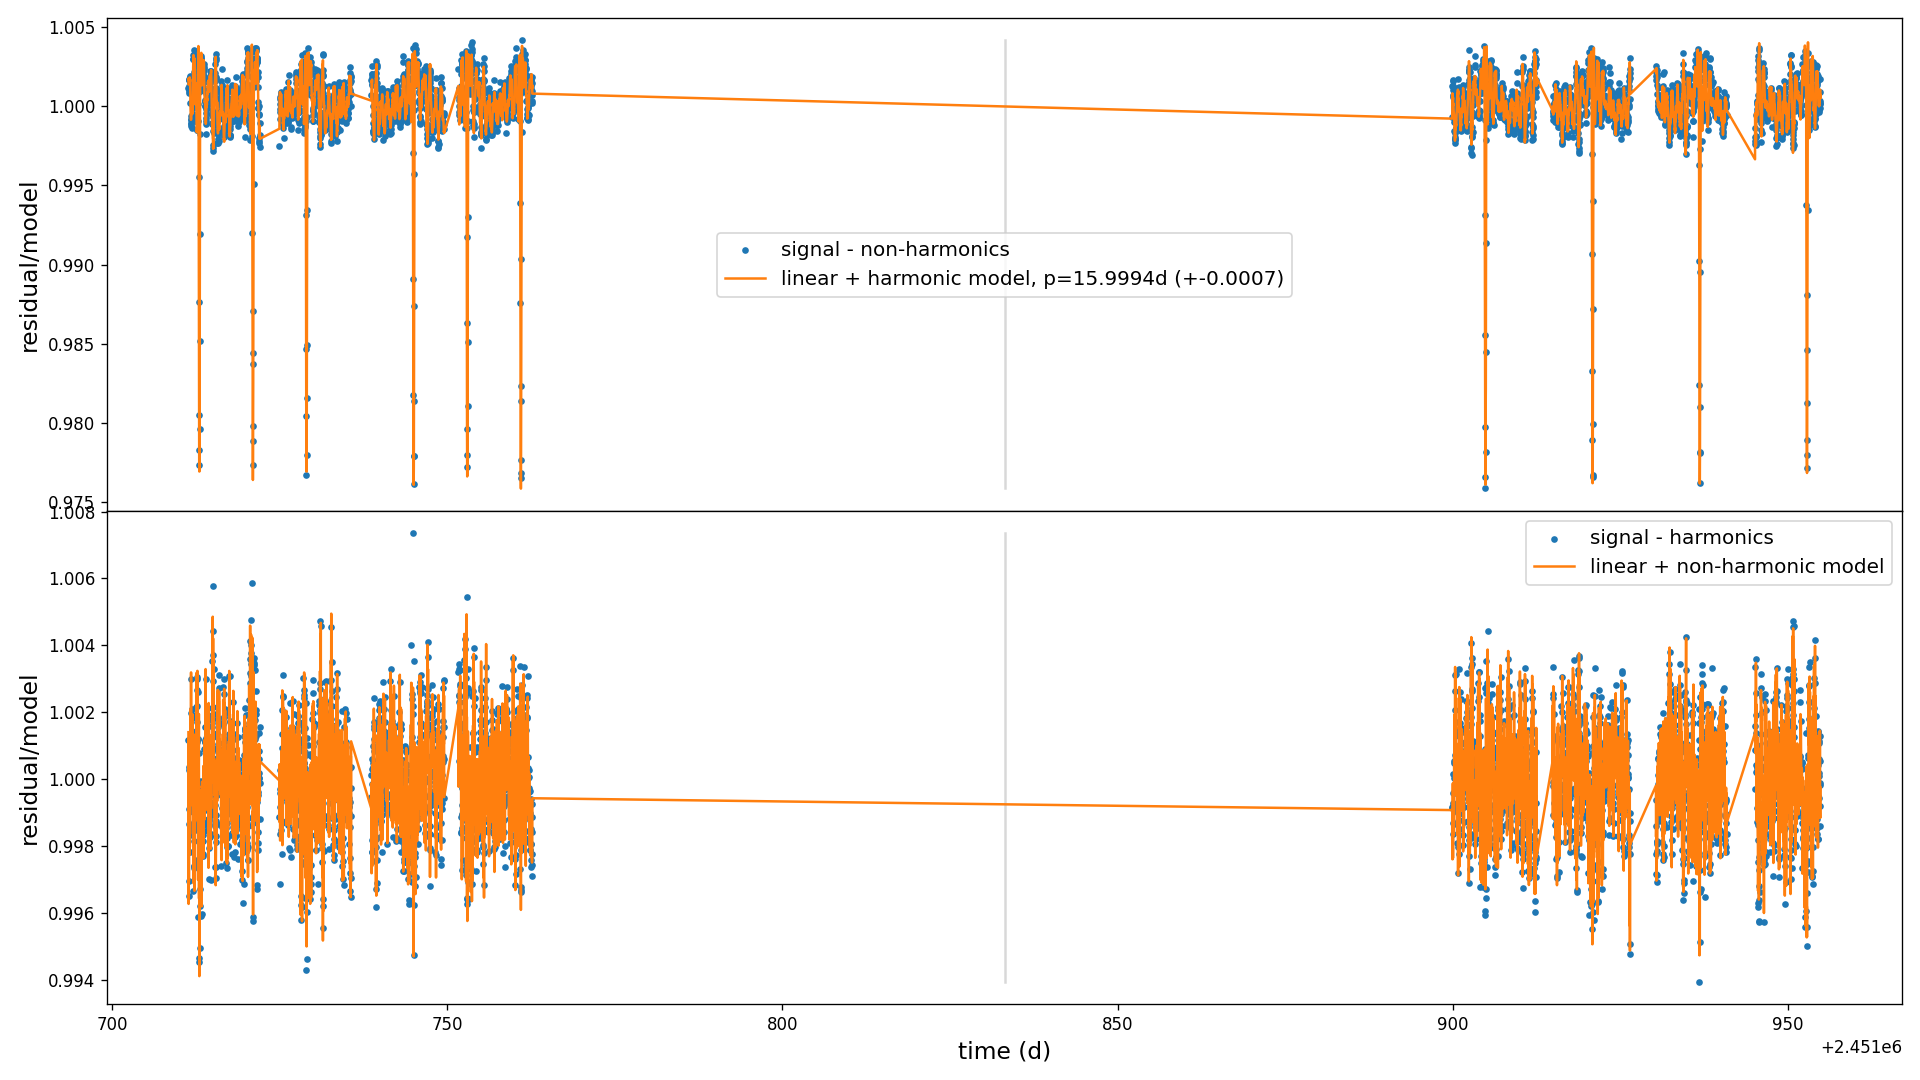 1.005
1.000
0.995
0.990
0.985
0.980
0.975
residual/model
signal - non-harmonics
linear + harmonic model, p=15.9994d (+-0.0007)
1.008
1.006
1.004
1.002
1.000
0.998
0.996
0.994
residual/model
signal - harmonics
linear + non-harmonic model
700 750 800 850 900 950
+2.451e6
time (d)